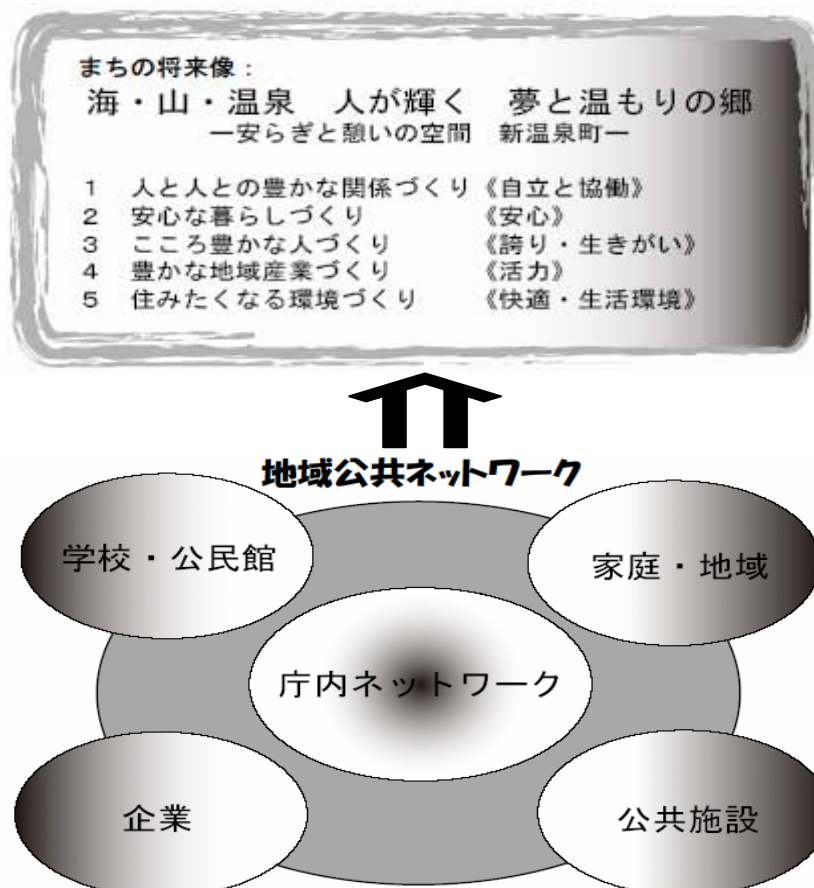 まちの将来像：
海・山・温泉　人が輝く　夢と温もりの郷
ー安らぎと憩いの空間　新温泉町ー
1　人と人との豊かな関係づくり《自立と協働》
2　安心な暮らしづくり　《安心》
3　こころ豊かな人づくり　《誇り・生きがい》
4　豊かな地域産業づくり　《活力》
5　住みたくなる環境づくり　《快適・生活環境》
地域公共ネットワーク
学校・公民館
家庭・地域
庁内ネットワーク
企業
公共施設